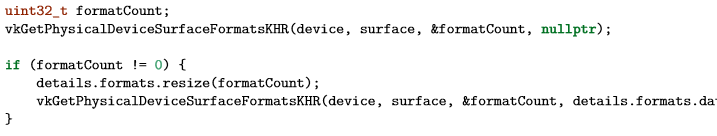 uint32_t formatCount;
vkGetPhysicalDeviceSurfaceFormatsKHR(device, surface, &formatCount, nullptr);
if (formatCount != 0) {
details.formats.resize(formatCount);
vkGetPhysicalDeviceSurfaceFormatsKHR(device, surface, &formatCount, details.formats.da
}